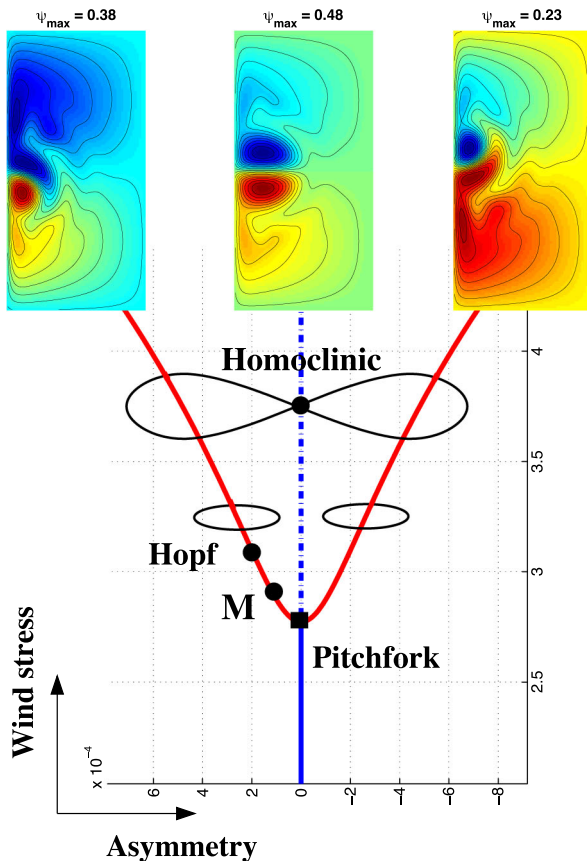 ψmax = 0.38
ψmax = 0.48
ψmax = 0.23
Homoclinic
4
3.5
Hopf
3
M
Pitchfork
2.5
Wind stress
x 10⁻⁴
6
4
2
0
−2
−4
−6
−8
Asymmetry